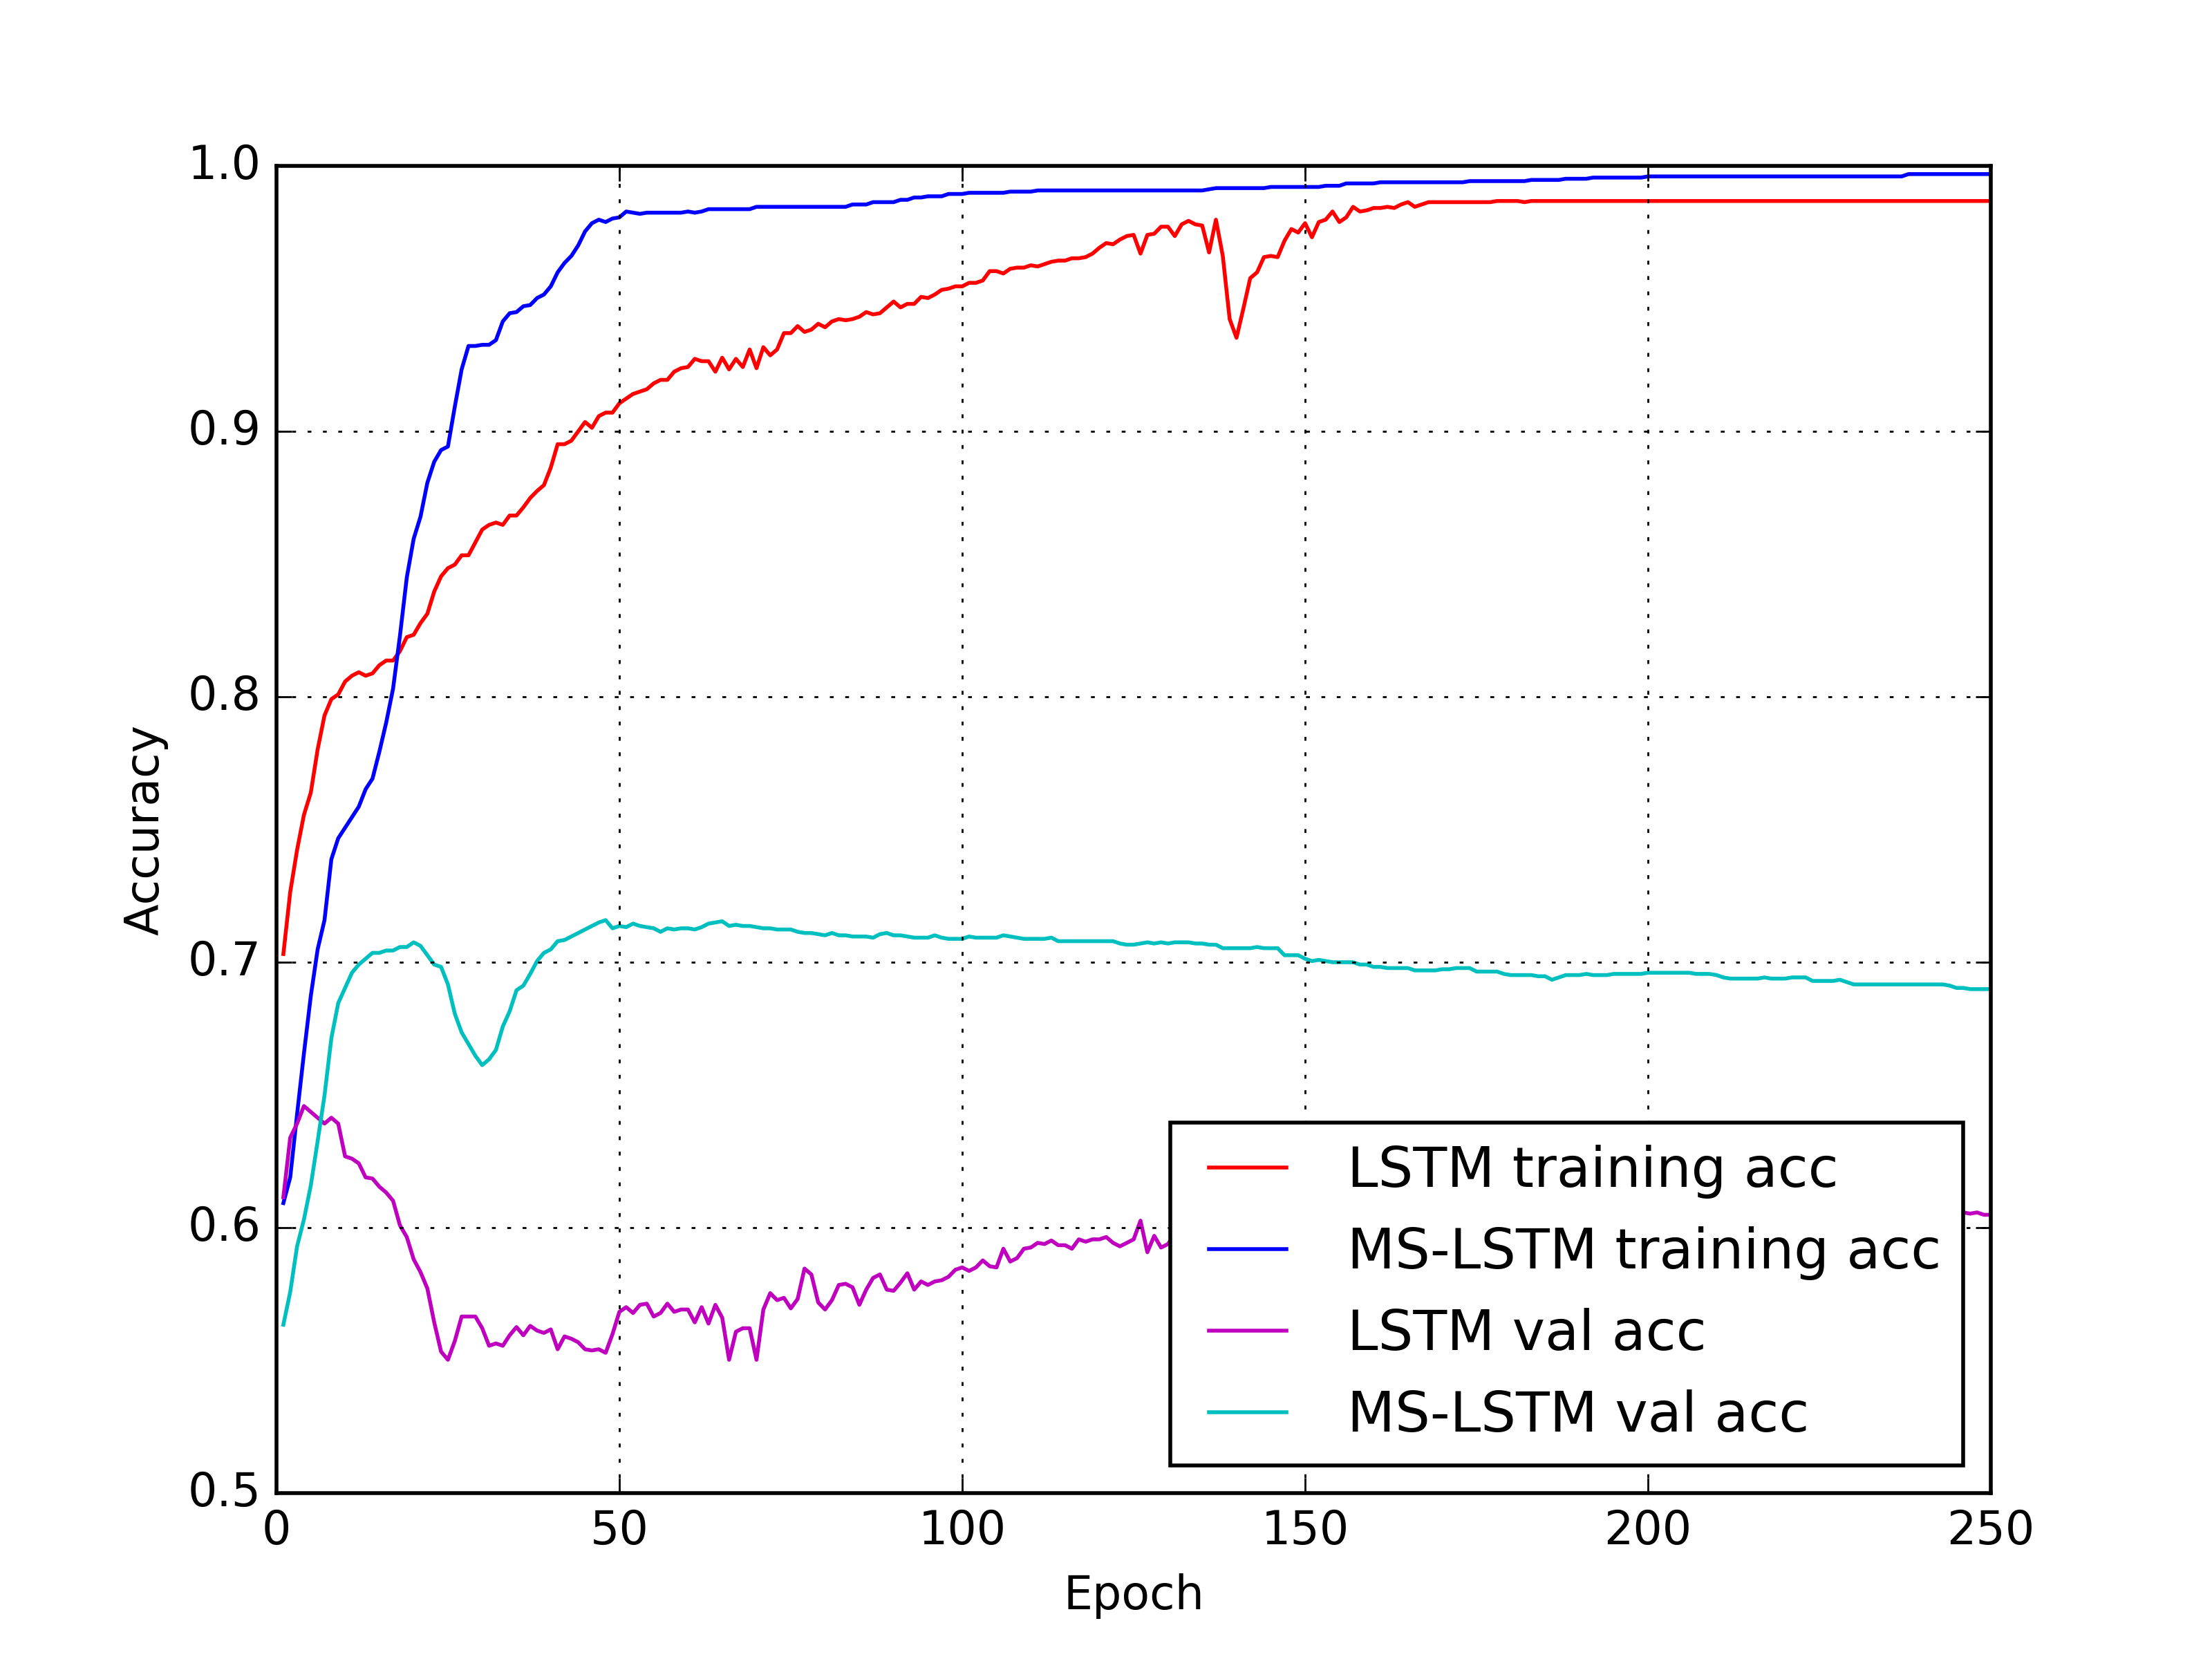 1.0
0.9
0.8
0.7
0.6
0.5
0 50 100 150 200 250
Accuracy
Epoch
LSTM training acc
MS-LSTM training acc
LSTM val acc
MS-LSTM val acc